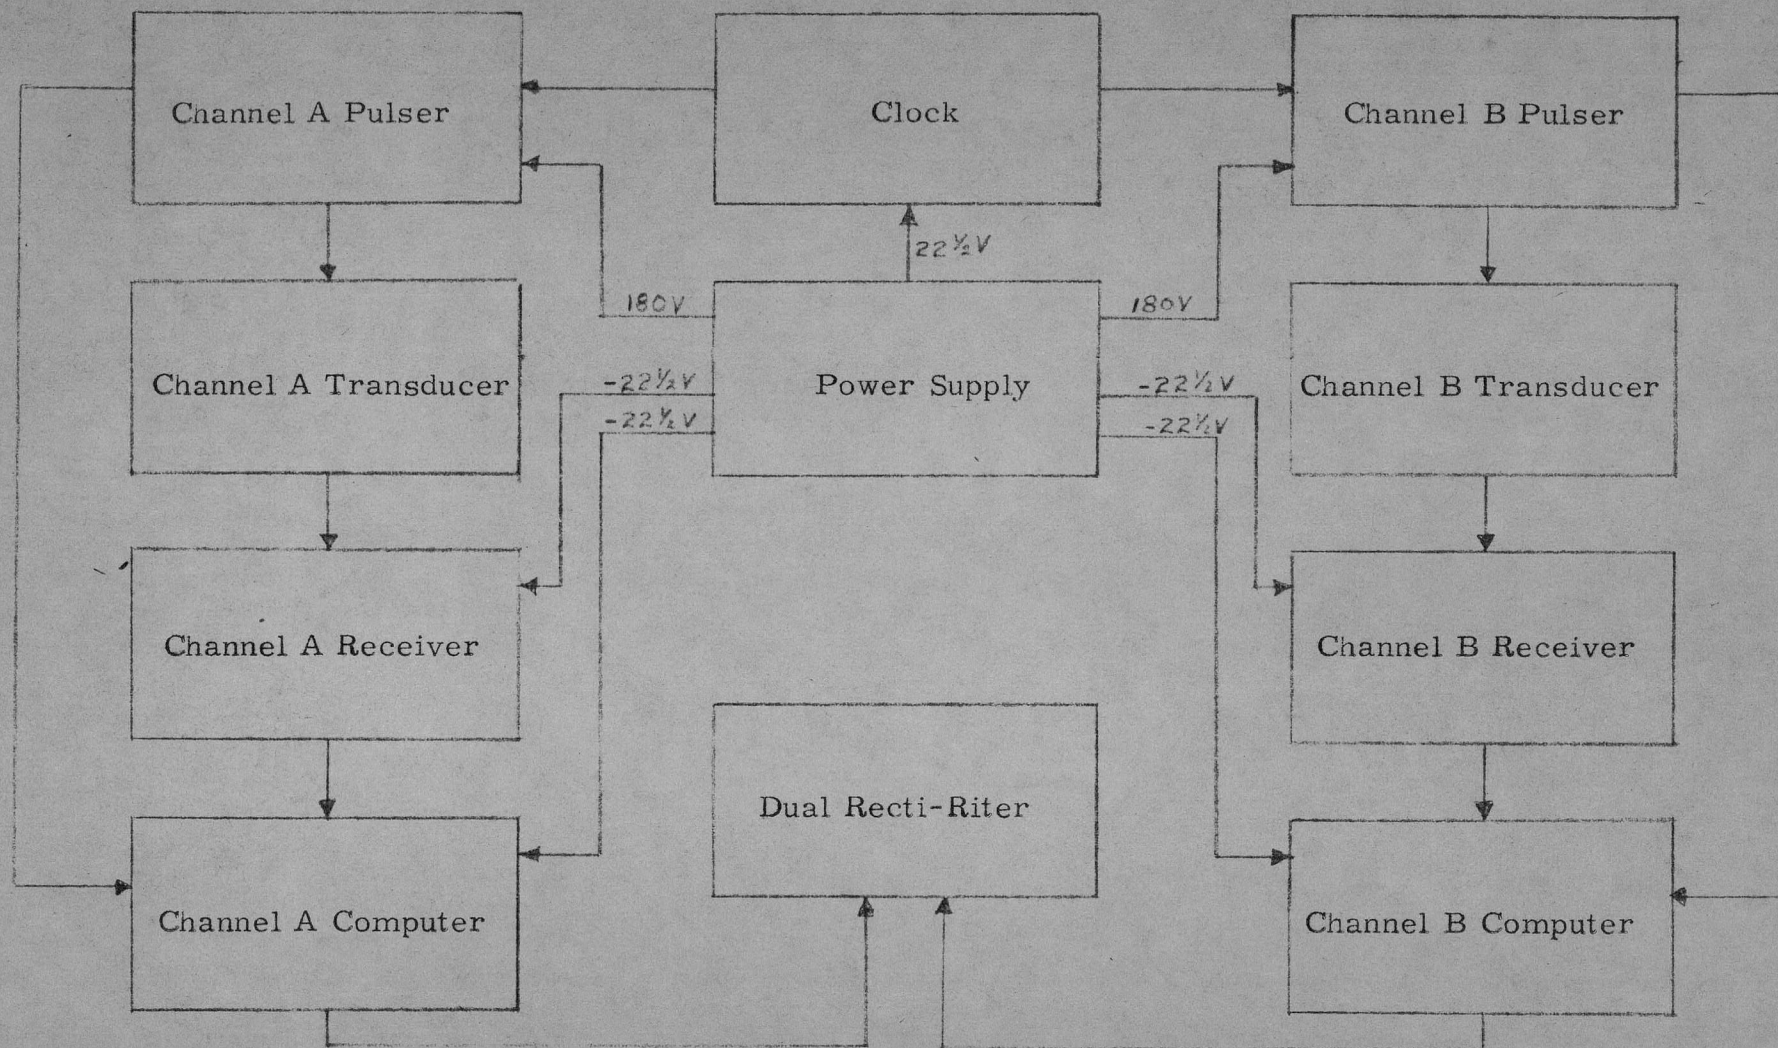 Channel A Pulser
Clock
Channel B Pulser
22½V
180V
180V
Channel A Transducer
-22½V
Power Supply
-22½V
Channel B Transducer
-22½V
-22½V
Channel A Receiver
Channel B Receiver
Dual Recti-Riter
Channel A Computer
Channel B Computer